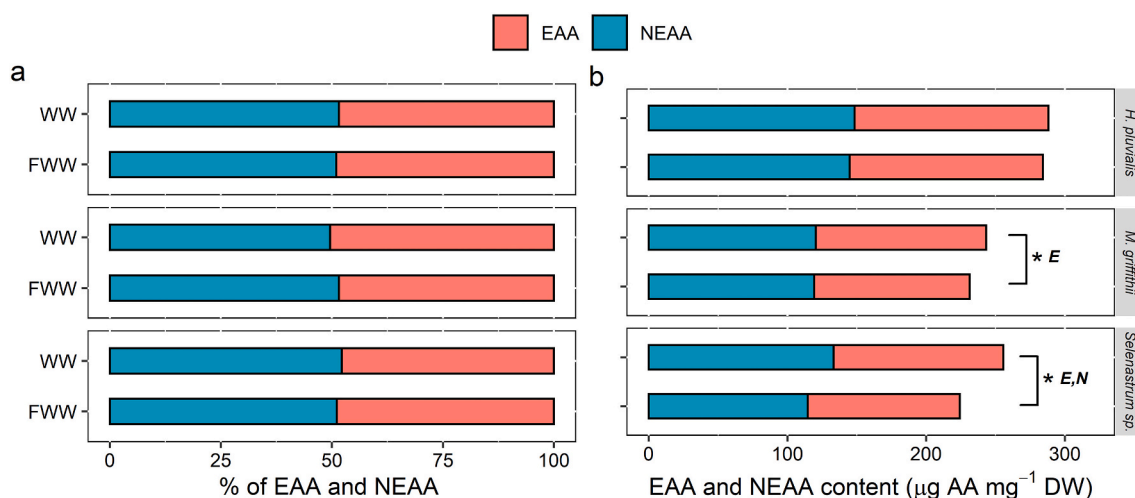 EAA NEAA
a
b
WW
FWW
H. pluvialis
WW
FWW
M. griffithii
* E
WW
FWW
Selenastrum sp.
* E,N
0 25 50 75 100
0 100 200 300
% of EAA and NEAA
EAA and NEAA content (μg AA mg⁻¹ DW)